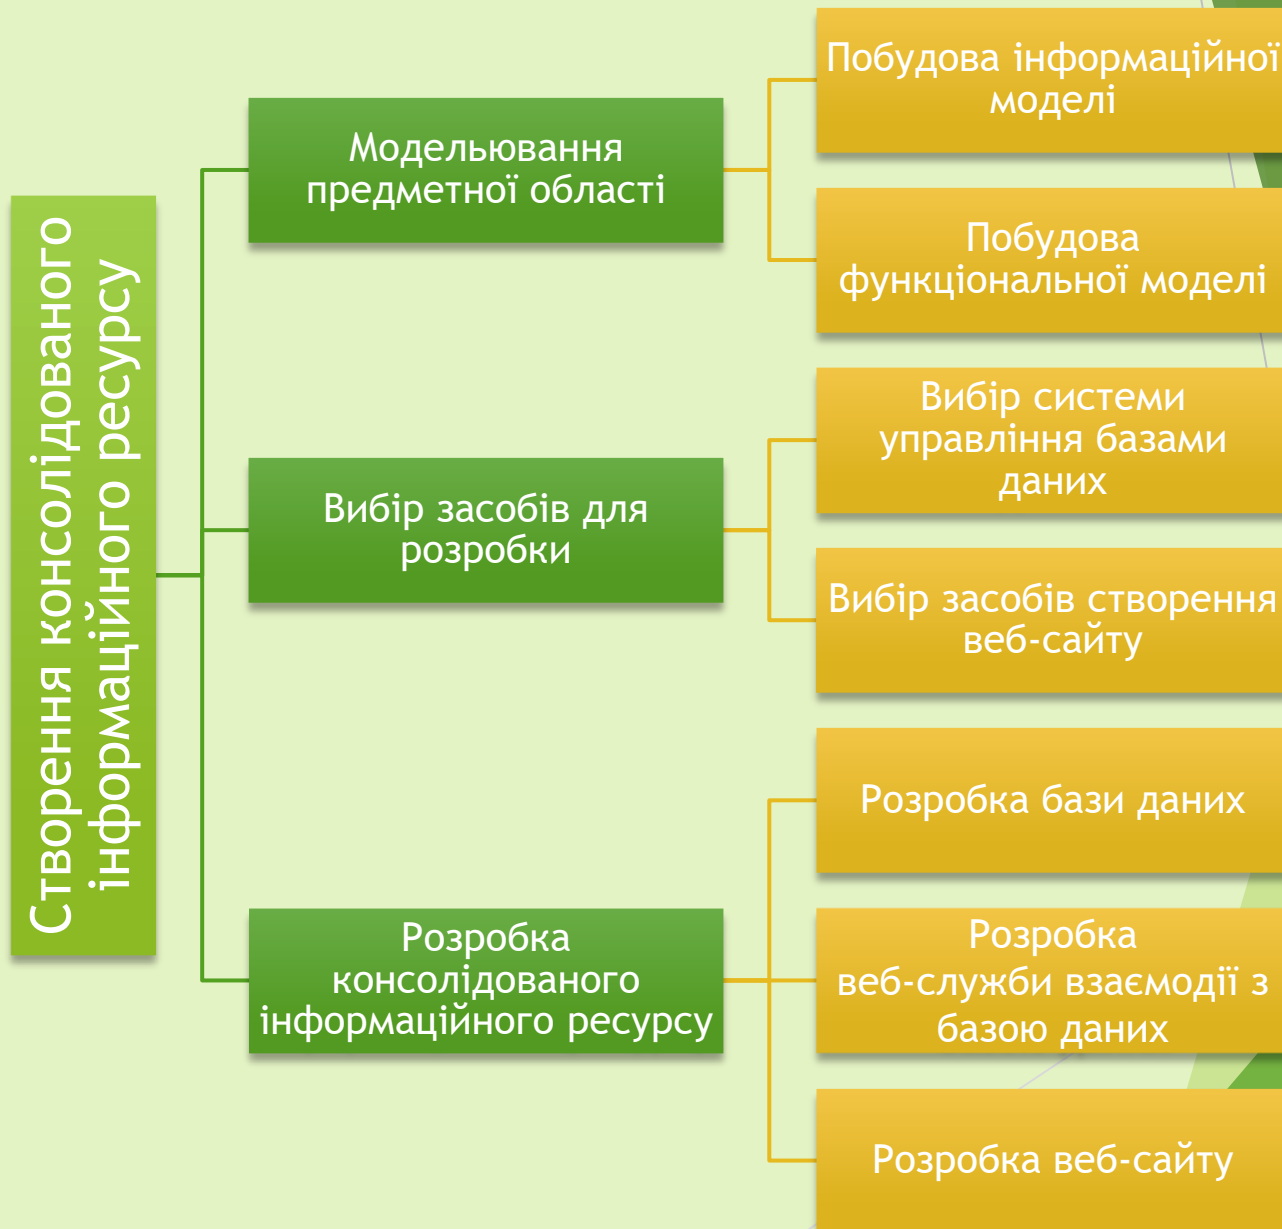 Створення консолідованого
інформаційного ресурсу
Модельювання
предметної області
Побудова інформаційної
моделі
Побудова
функціональної моделі
Вибір засобів для
розробки
Вибір системи
управління базами
даних
Вибір засобів створення
веб-сайту
Розробка
консолідованого
інформаційного ресурсу
Розробка бази даних
Розробка
веб-служби взаємодії з
базою даних
Розробка веб-сайту